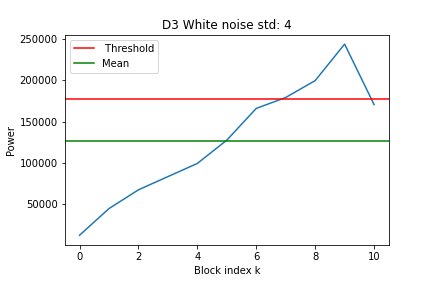 D3 White noise std: 4
250000
200000
150000
100000
50000
Power
Threshold
Mean
0 2 4 6 8 10
Block index k